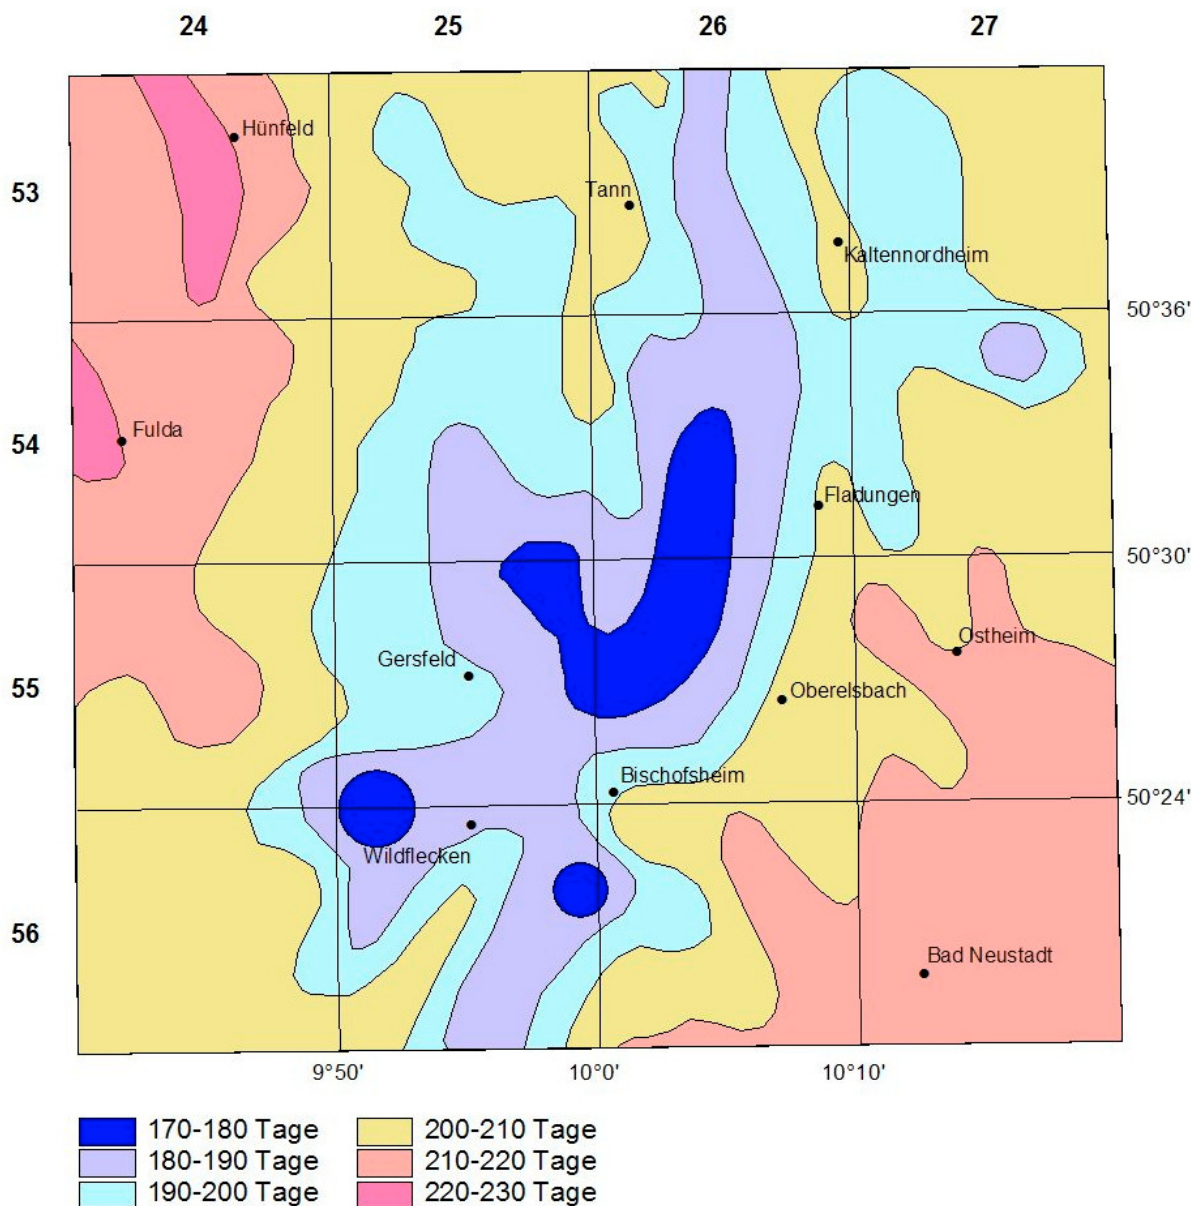 24 25 26 27
Hünfeld
53
Tann
Kaltennordheim
50°36'
Fulda
54
Fladungen
50°30'
Ostheim
Gersfeld
55
Oberelsbach
Bischofsheim
50°24'
Wildflecken
56
Bad Neustadt
9°50' 10°0' 10°10'
170-180 Tage 200-210 Tage
180-190 Tage 210-220 Tage
190-200 Tage 220-230 Tage